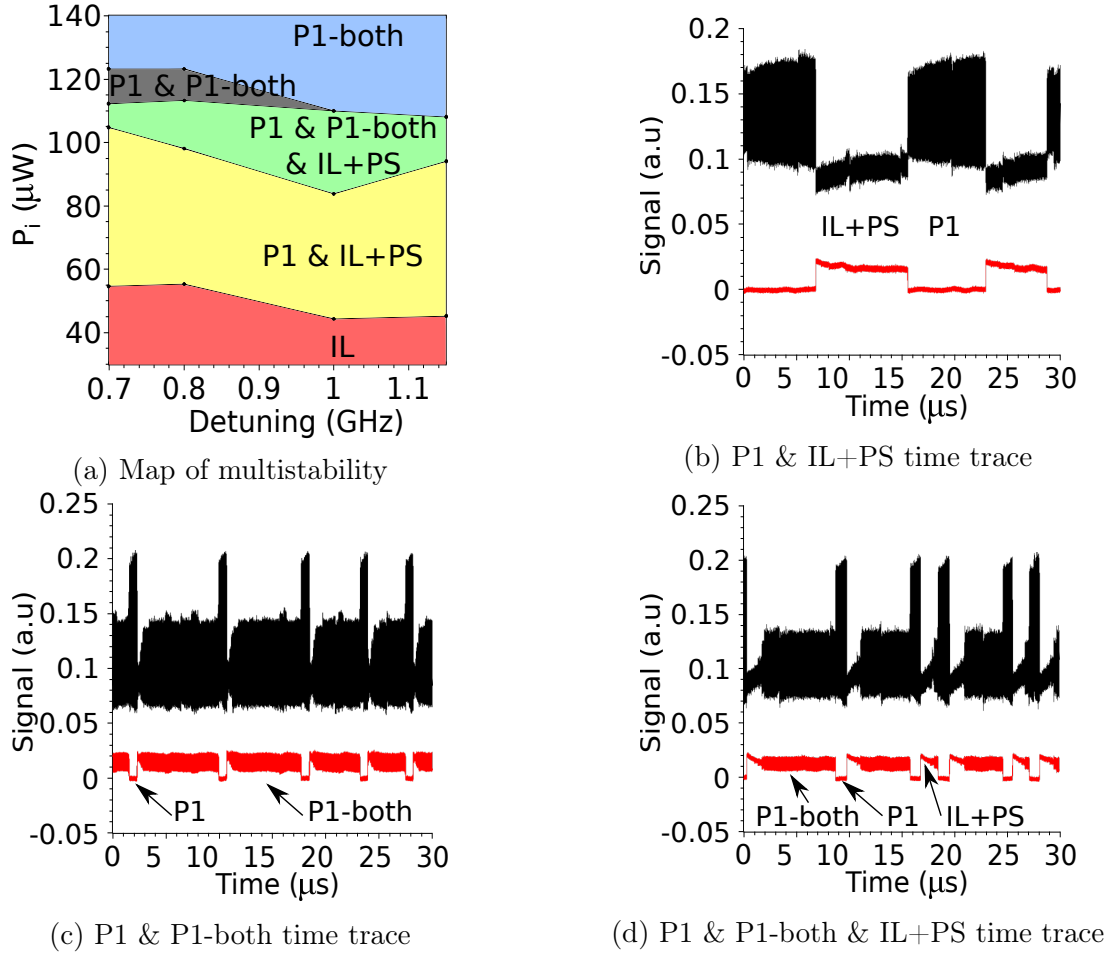 140
120
100
80
60
40
P_i (μW)
P1-both
P1 & P1-both
P1 & P1-both
& IL+PS
P1 & IL+PS
IL
0.7 0.8 0.9 1 1.1
Detuning (GHz)
(a) Map of multistability
0.2
0.15
0.1
0.05
0
-0.05
Signal (a.u)
IL+PS P1
0 5 10 15 20 25 30
Time (μs)
(b) P1 & IL+PS time trace
0.25
0.2
0.15
0.1
0.05
0
-0.05
Signal (a.u)
P1 P1-both
0 5 10 15 20 25 30
Time (μs)
(c) P1 & P1-both time trace
0.25
0.2
0.15
0.1
0.05
0
-0.05
Signal (a.u)
P1-both P1 IL+PS
0 5 10 15 20 25 30
Time (μs)
(d) P1 & P1-both & IL+PS time trace